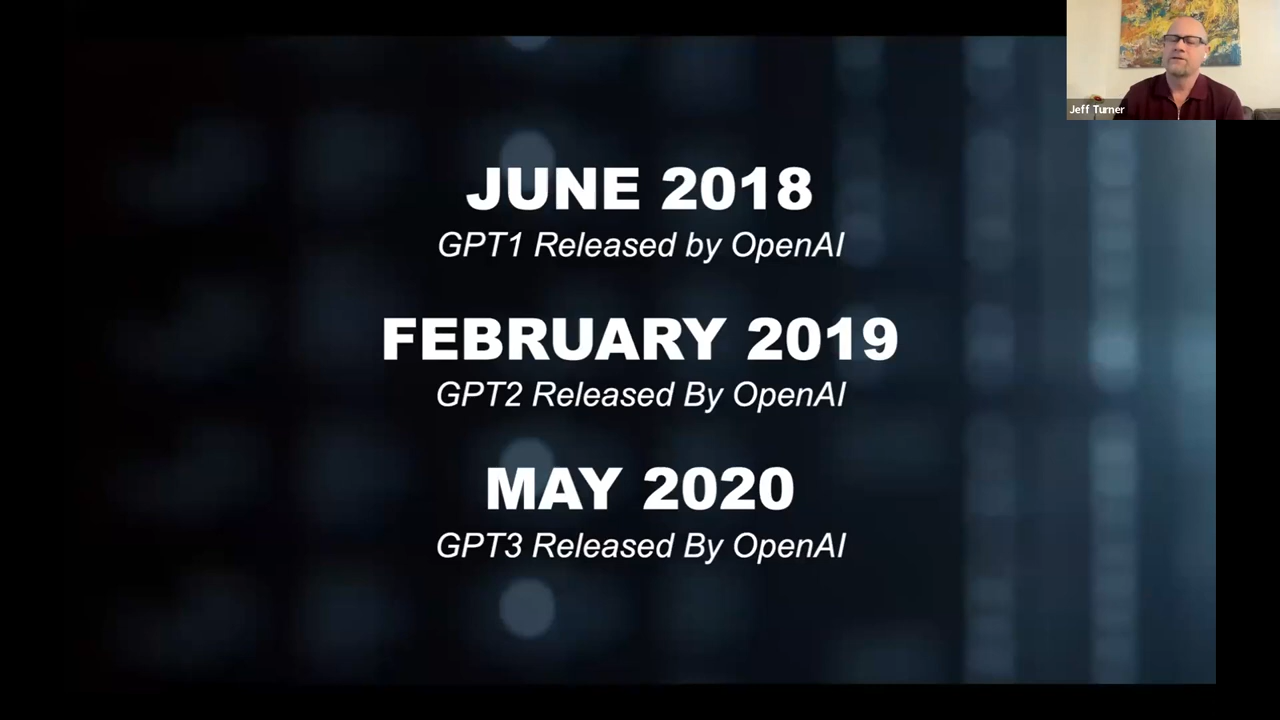 JUNE 2018
GPT1 Released by OpenAI
FEBRUARY 2019
GPT2 Released By OpenAI
MAY 2020
GPT3 Released By OpenAI
Jeff Turner